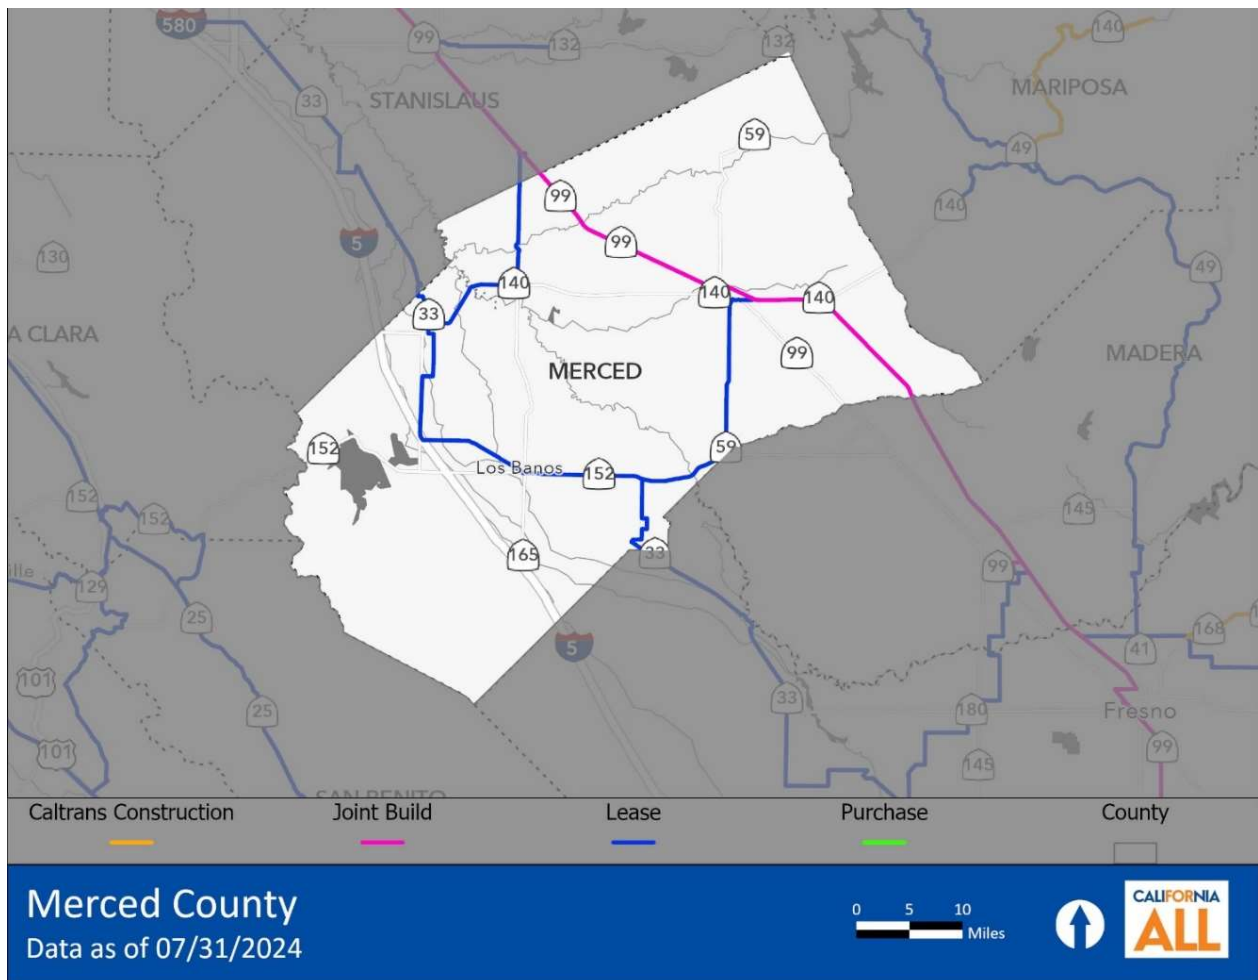 580
99
132
132
140
33
STANISLAUS
MARIPOSA
59
49
99
140
130
5
99
49
140
140
140
33
A CLARA
MERCED
99
MADERA
152
59
Los Banos
152
152
152
145
165
33
99
ille
129
25
168
41
5
101
33
180
25
Fresno
101
145
99
SAN BENITO
Caltrans Construction
Joint Build
Lease
Purchase
County
Merced County
Data as of 07/31/2024
0 5 10
Miles
CALIFORNIA
ALL